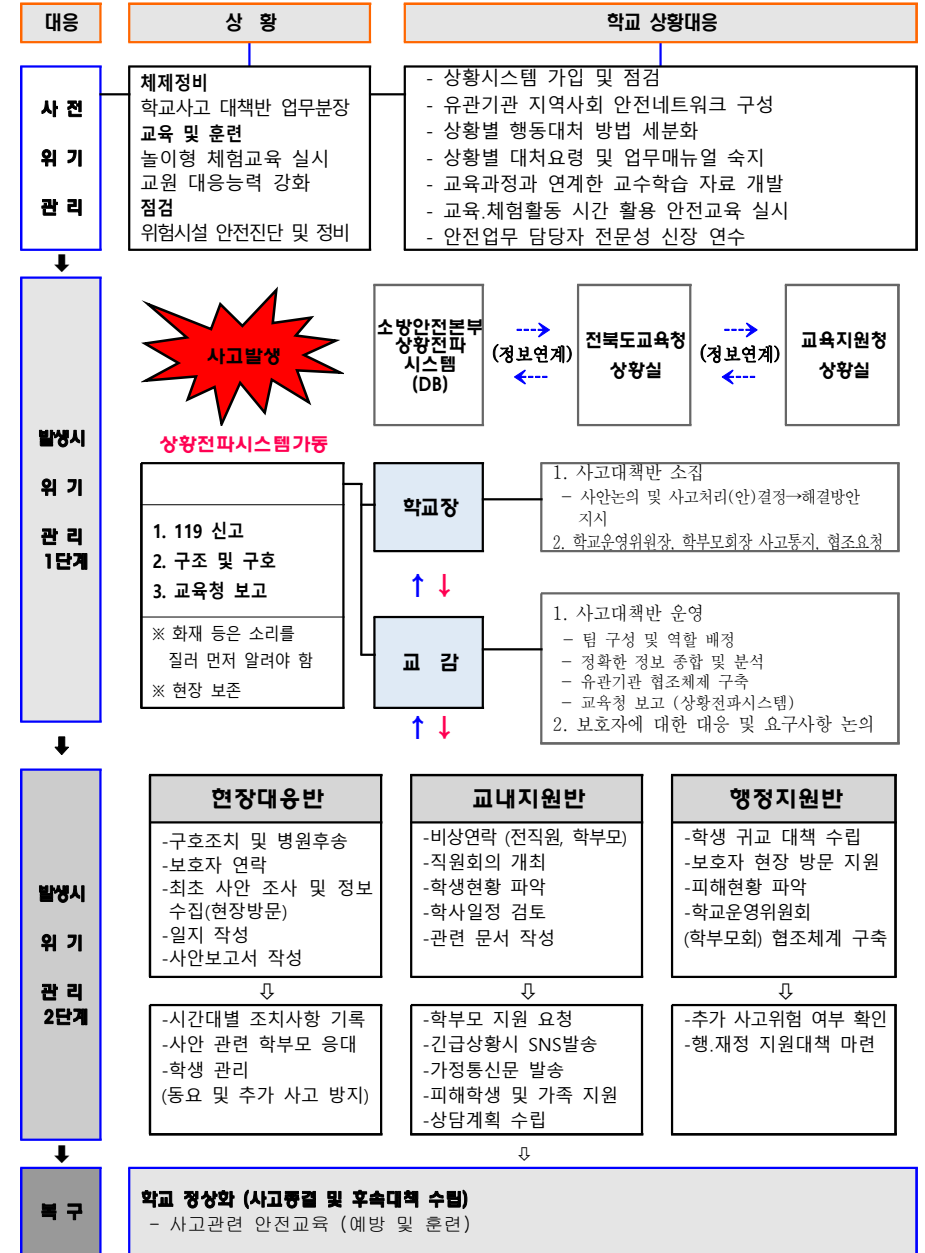 대응
상 황
학교 상황대응
사 전
위 기
관 리
체제정비
학교사고 대책반 업무분장
교육 및 훈련
놀이형 체험교육 실시
교원 대응능력 강화
점검
위험시설 안전진단 및 정비
- 상황시스템 가입 및 점검
- 유관기관 지역사회 안전네트워크 구성
- 상황별 행동대처 방법 세분화
- 상황별 대처요령 및 업무매뉴얼 숙지
- 교육과정과 연계한 교수학습 자료 개발
- 교육.체험활동 시간 활용 안전교육 실시
- 안전업무 담당자 전문성 신장 연수
⬇
발생시
위 기
관 리
1단계
사고발생
상황전파시스템가동
소방안전본부
상황전파
시스템
(DB)
(정보연계)
전북도교육청
상황실
(정보연계)
교육지원청
상황실
1. 119 신고
2. 구조 및 구호
3. 교육청 보고
※ 화재 등은 소리를
질러 먼저 알려야 함
※ 현장 보존
학교장
1. 사고대책반 소집
- 사안논의 및 사고처리(안)결정→해결방안
지시
2. 학교운영위원장, 학부모회장 사고통지, 협조요청
↑ ↓
교 감
1. 사고대책반 운영
- 팀 구성 및 역할 배정
- 정확한 정보 종합 및 분석
- 유관기관 협조체제 구축
- 교육청 보고 (상황전파시스템)
2. 보호자에 대한 대응 및 요구사항 논의
↑ ↓
⬇
발생시
위 기
관 리
2단계
현장대응반
-구호조치 및 병원후송
-보호자 연락
-최초 사안 조사 및 정보
수집(현장방문)
-일지 작성
-사안보고서 작성
⇩
-시간대별 조치사항 기록
-사안 관련 학부모 응대
-학생 관리
(동요 및 추가 사고 방지)
교내지원반
-비상연락 (전직원, 학부모)
-직원회의 개최
-학생현황 파악
-학사일정 검토
-관련 문서 작성
⇩
-학부모 지원 요청
-긴급상황시 SNS발송
-가정통신문 발송
-피해학생 및 가족 지원
-상담계획 수립
행정지원반
-학생 귀교 대책 수립
-보호자 현장 방문 지원
-피해현황 파악
-학교운영위원회
(학부모회) 협조체계 구축
⇩
-추가 사고위험 여부 확인
-행.재정 지원대책 마련
⬇
⇩
복 구
학교 정상화 (사고종결 및 후속대책 수립)
- 사고관련 안전교육 (예방 및 훈련)